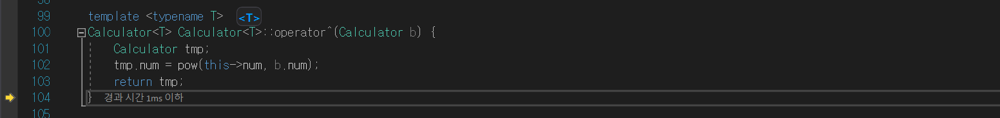 99 template <typename T> <T>
100 Calculator<T> Calculator<T>::operator^(Calculator b) {
101 Calculator tmp;
102 tmp.num = pow(this->num, b.num);
103 return tmp;
104 } 경과 시간 1ms 이하
105